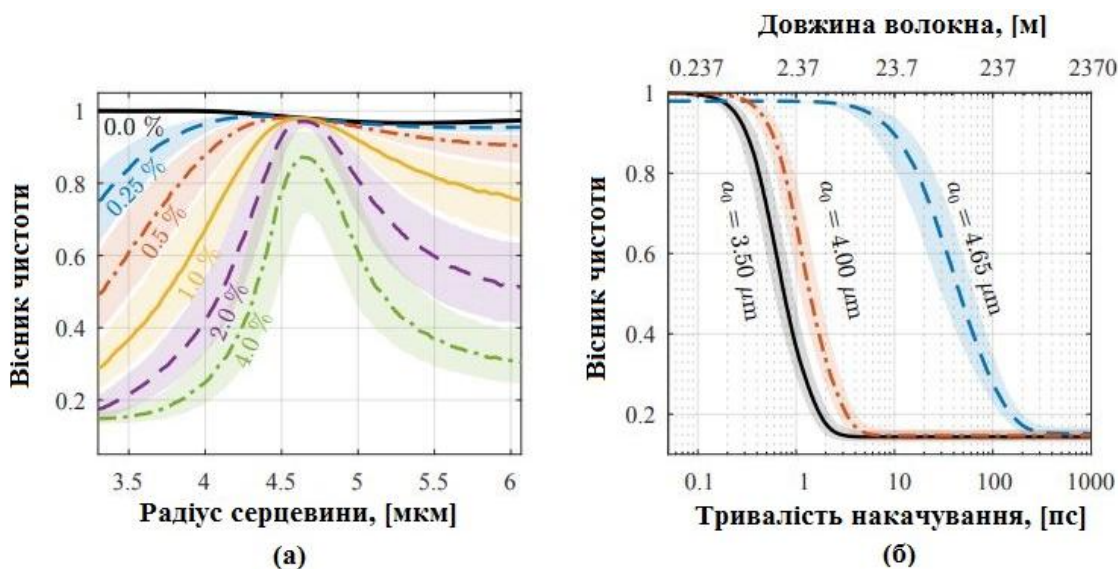 Вісник чистоти
1
0.8
0.6
0.4
0.2
0.0 %
0.25 %
0.5 %
1.0 %
2.0 %
4.0 %
3.5 4 4.5 5 5.5 6
Радіус серцевини, [мкм]
(а)
Довжина волокна, [м]
0.237 2.37 23.7 237 2370
Вісник чистоти
1
0.8
0.6
0.4
0.2
a₀ = 3.50 μm
a₀ = 4.00 μm
a₀ = 4.65 μm
0.1 1 10 100 1000
Тривалість накачування, [пс]
(б)